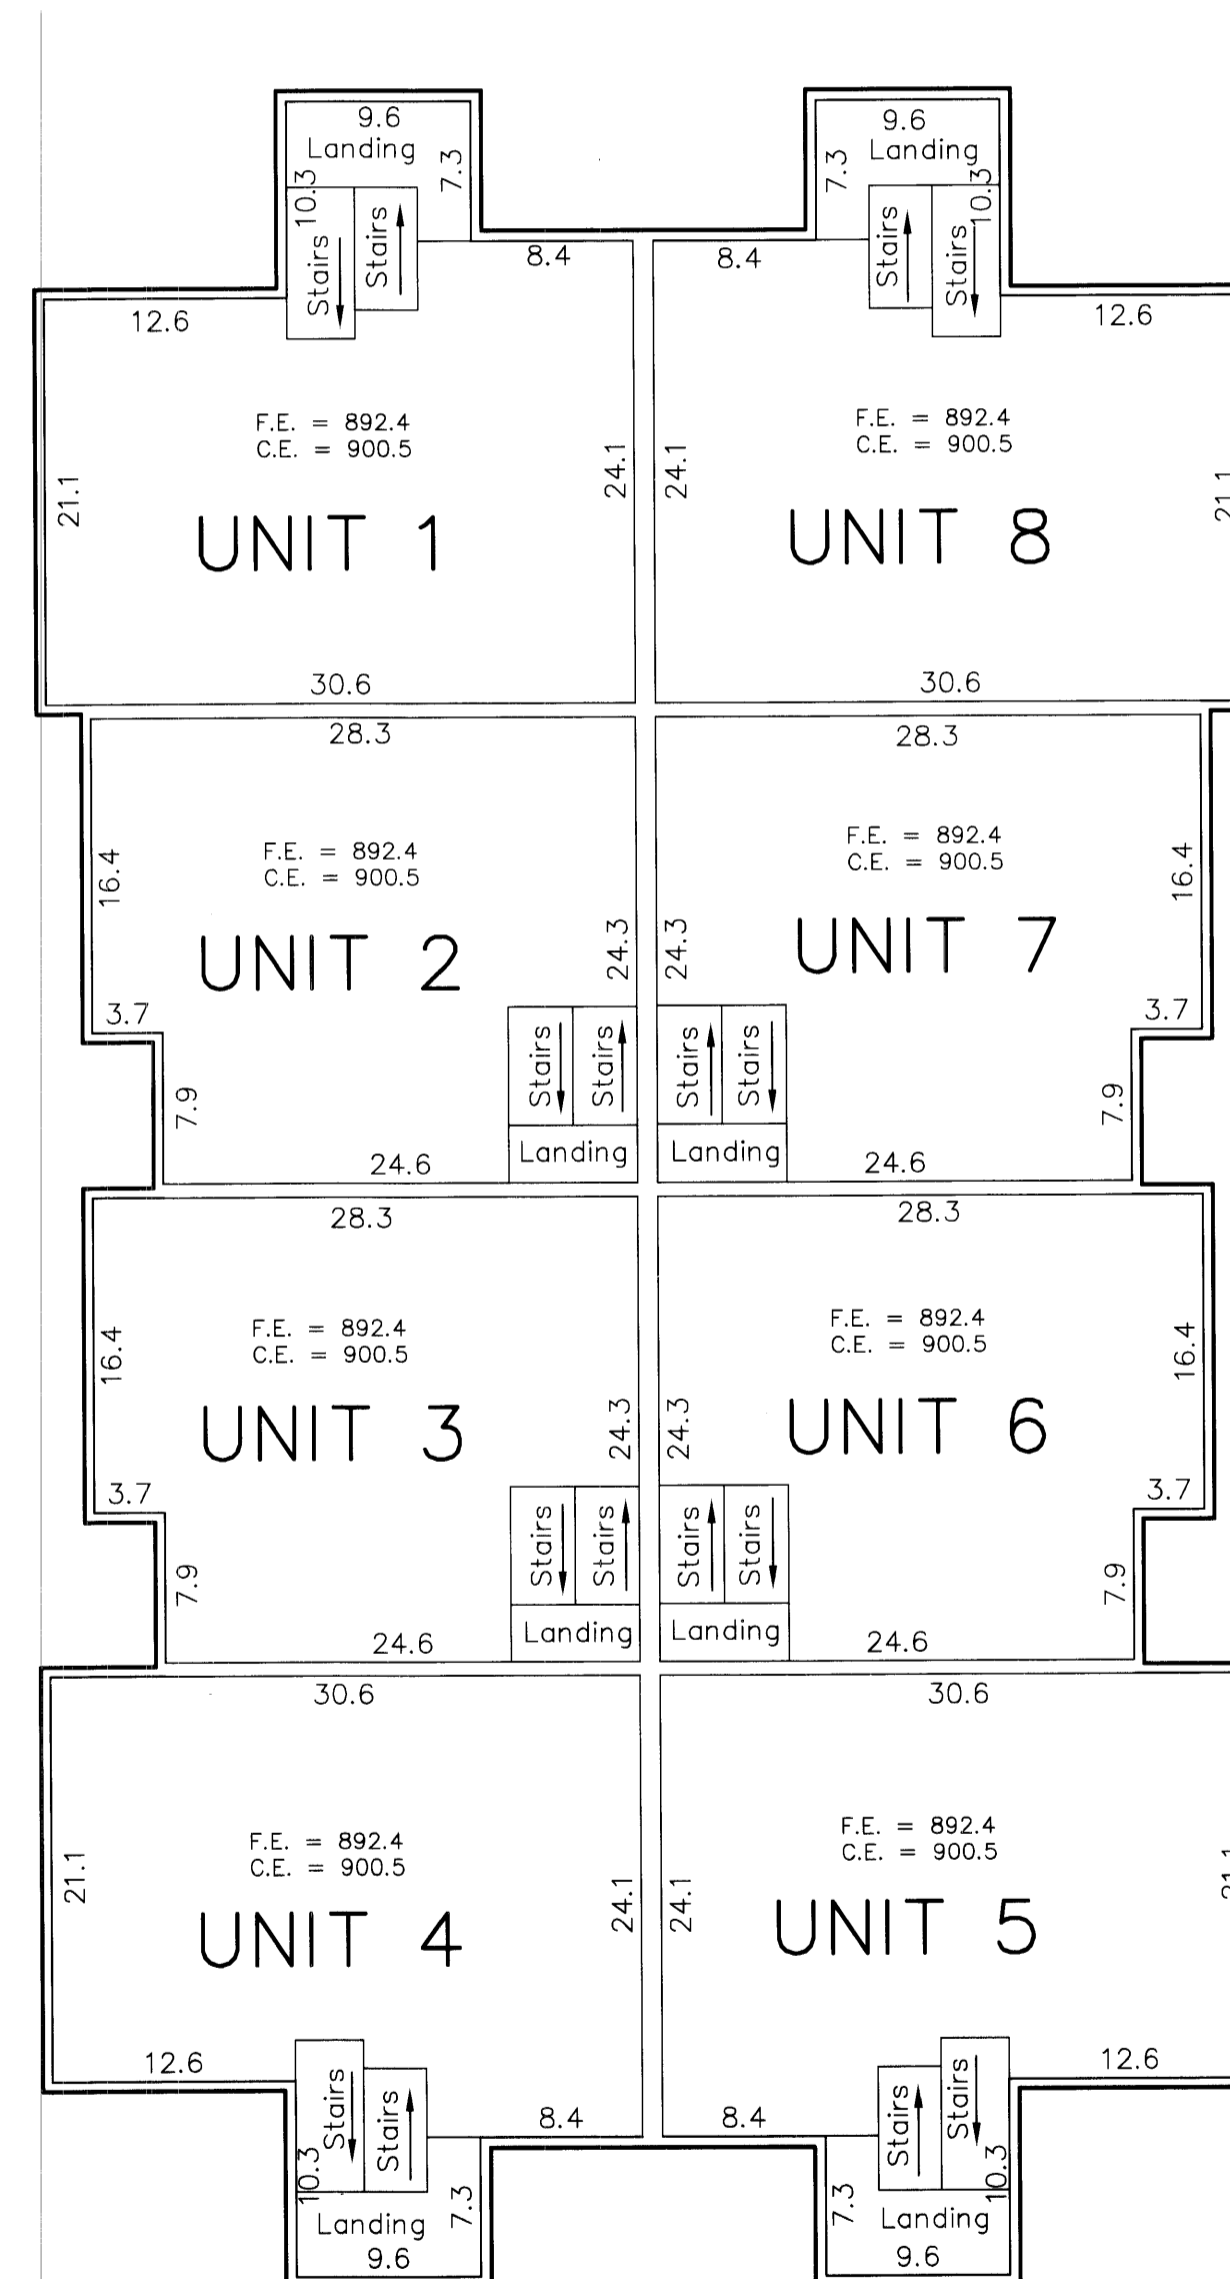 9.6
Landing
7.3
10.3
Stairs
Stairs
8.4
12.6
F.E. = 892.4
C.E. = 900.5
21.1
24.1
UNIT 1
30.6
9.6
Landing
7.3
10.3
Stairs
Stairs
8.4
12.6
F.E. = 892.4
C.E. = 900.5
24.1
21.1
UNIT 8
30.6
28.3
F.E. = 892.4
C.E. = 900.5
16.4
UNIT 2
24.3
3.7
Stairs
Stairs
7.9
Landing
24.6
28.3
F.E. = 892.4
C.E. = 900.5
16.4
UNIT 7
24.3
3.7
Stairs
Stairs
7.9
Landing
24.6
28.3
F.E. = 892.4
C.E. = 900.5
16.4
UNIT 3
24.3
3.7
Stairs
Stairs
7.9
Landing
24.6
28.3
F.E. = 892.4
C.E. = 900.5
16.4
UNIT 6
24.3
3.7
Stairs
Stairs
7.9
Landing
24.6
30.6
F.E. = 892.4
C.E. = 900.5
21.1
24.1
UNIT 4
12.6
Stairs
Stairs
8.4
10.3
7.3
Landing
9.6
30.6
F.E. = 892.4
C.E. = 900.5
24.1
21.1
UNIT 5
12.6
8.4
Stairs
Stairs
7.3
10.3
Landing
9.6